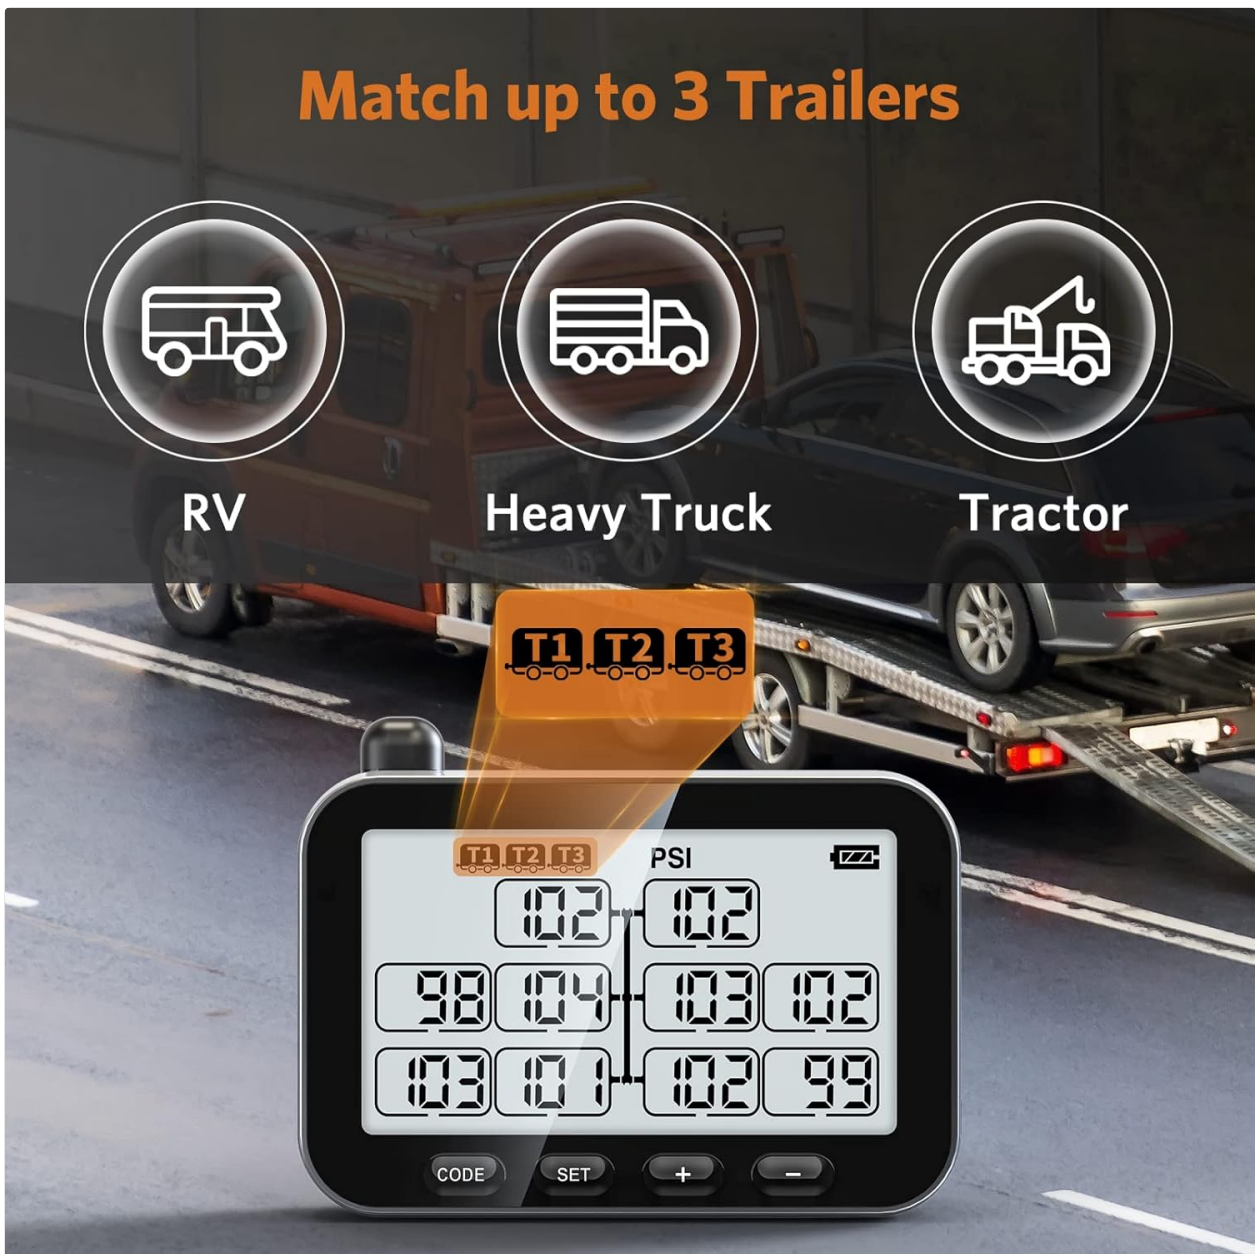 Match up to 3 Trailers
RV Heavy Truck Tractor
T1 T2 T3
T1 T2 T3 PSI
102 102
98 104 103 102
103 101 102 99
CODE SET + −